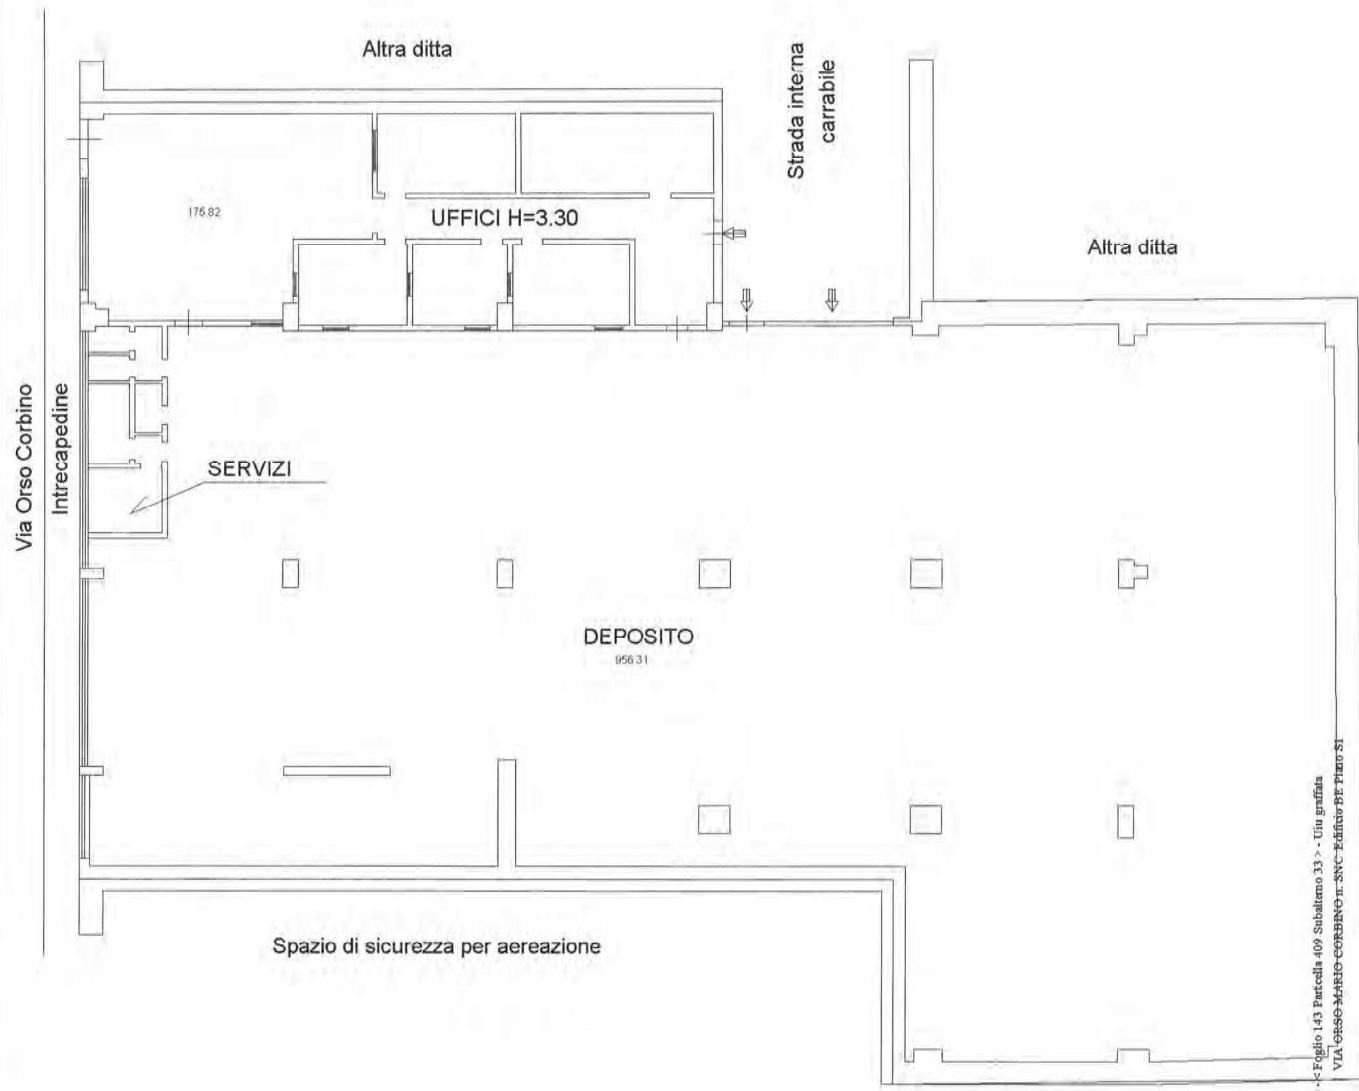 Altra ditta
Strada interna
carrabile
175.82
UFFICI H=3.30
Altra ditta
Via Orso Corbino
Intrecapedine
SERVIZI
DEPOSITO
956.31
Spazio di sicurezza per aereazione
< Foglio 143 Particella 409 Subalterno 33 > - Uiu graffata
VIA ORSO MARIO CORBINO n. SNC Edificio BE Piano S1